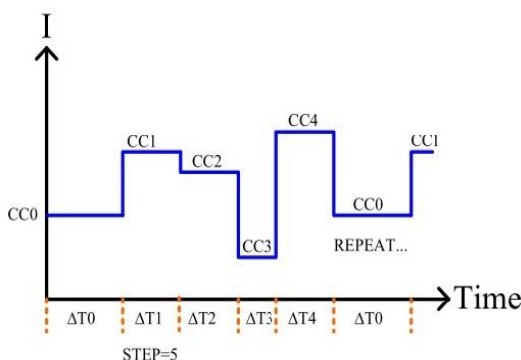 I
CC4
CC1 CC1
CC2
CC0 CC0
CC3 REPEAT...
Time
ΔT0 ΔT1 ΔT2 ΔT3 ΔT4 ΔT0
STEP=5